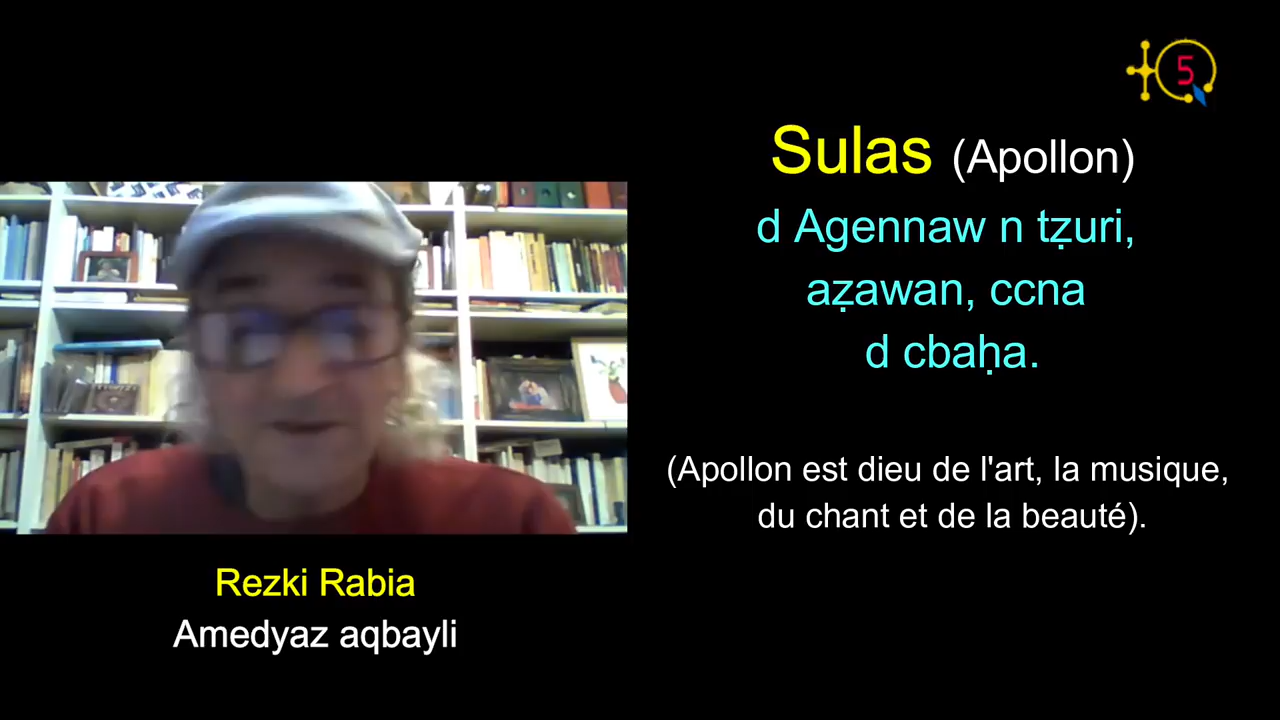 5
Sulas (Apollon)
d Agennaw n tẓuri,
aẓawan, ccna
d cbaḥa.
(Apollon est dieu de l'art, la musique,
du chant et de la beauté).
Rezki Rabia
Amedyaz aqbayli